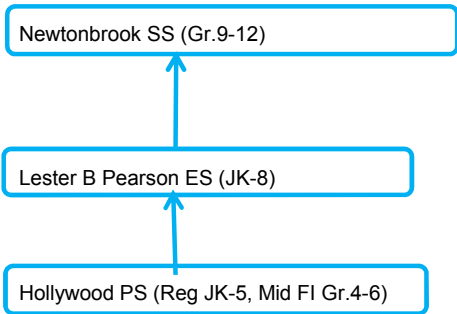 Newtonbrook SS (Gr.9-12)
Lester B Pearson ES (JK-8)
Hollywood PS (Reg JK-5, Mid FI Gr.4-6)